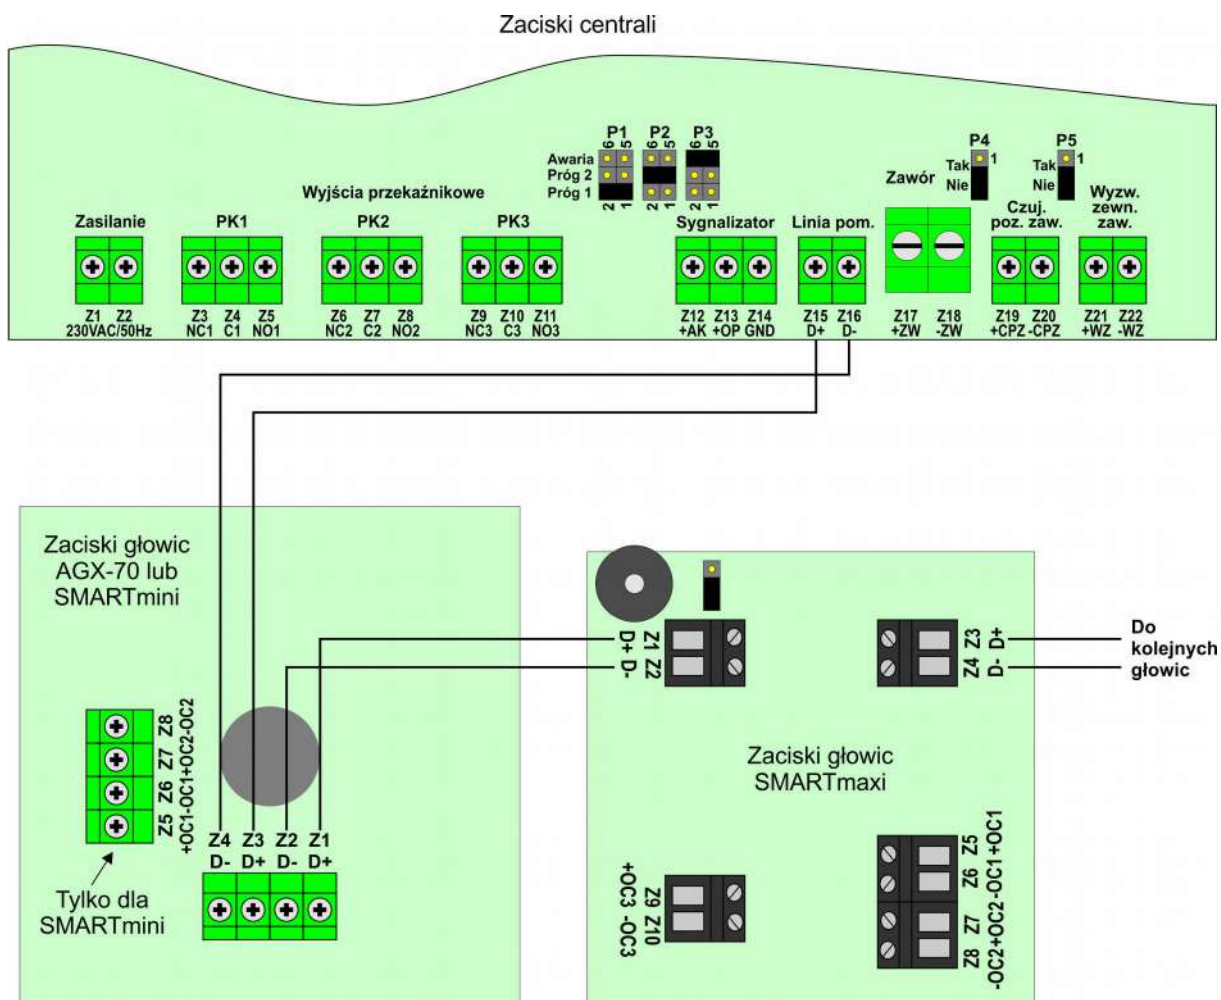 Zaciski centrali
P1 P2 P3
6 5 6 5 6 5
Awaria
Próg 2
Próg 1
2 1 2 1 2 1
P4
1
Tak
Nie
P5
1
Tak
Nie
Wyjścia przekaźnikowe
Zawór
Zasilanie
PK1
PK2
PK3
Sygnalizator
Linia pom.
Czuj.
poz. zaw.
Wyzw.
zewn.
zaw.
Z1 Z2
230VAC/50Hz
Z3 Z4 Z5
NC1 C1 NO1
Z6 Z7 Z8
NC2 C2 NO2
Z9 Z10 Z11
NC3 C3 NO3
Z12 Z13 Z14
+AK +OP GND
Z15 Z16
D+ D-
Z17 Z18
+ZW -ZW
Z19 Z20
+CPZ -CPZ
Z21 Z22
+WZ -WZ
Zaciski głowic
AGX-70 lub
SMARTmini
Z5 Z6 Z7 Z8
+OC1-OC1+OC2-OC2
Tylko dla
SMARTmini
Z4 Z3 Z2 Z1
D- D+ D- D+
Z1 Z2
D+ D-
Z3 Z4
D+ D-
Do
kolejnych
głowic
Zaciski głowic
SMARTmaxi
Z9 Z10
+OC3 -OC3
Z8 Z7 Z6 Z5
-OC2+OC2 -OC1+OC1